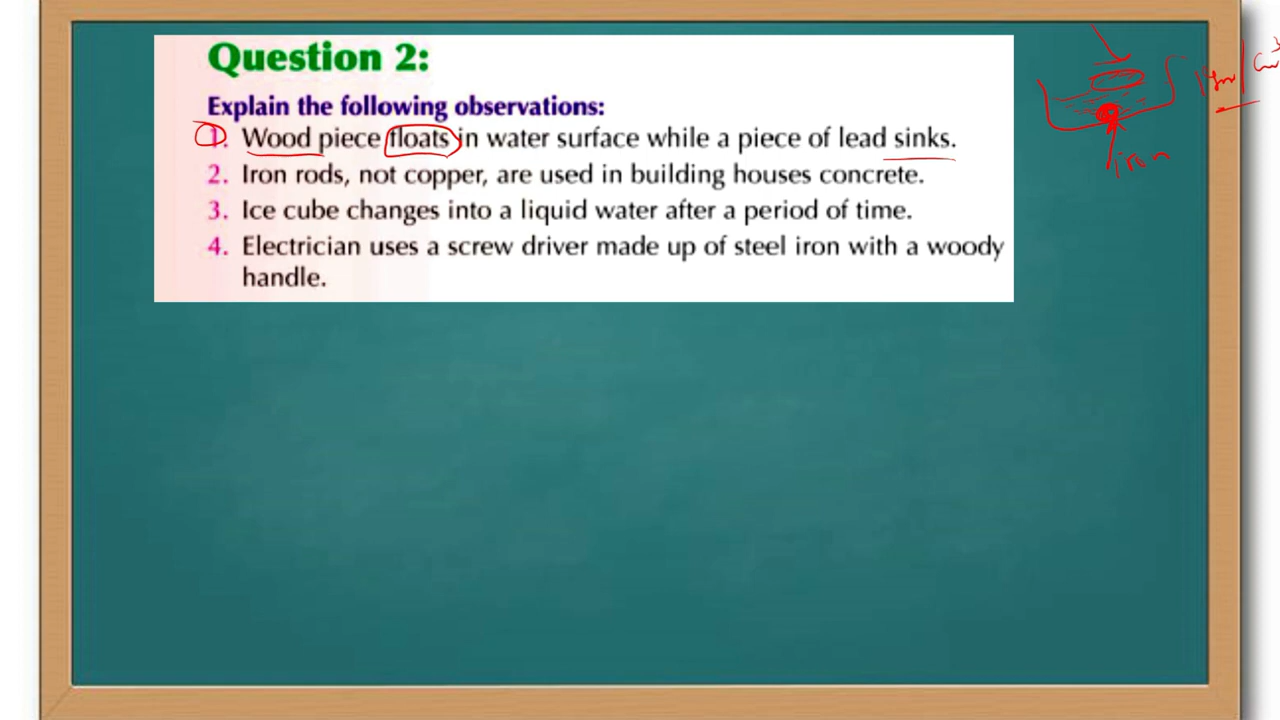 Question 2:
Explain the following observations:
1. Wood piece floats in water surface while a piece of lead sinks.
2. Iron rods, not copper, are used in building houses concrete.
3. Ice cube changes into a liquid water after a period of time.
4. Electrician uses a screw driver made up of steel iron with a woody
handle.
iron